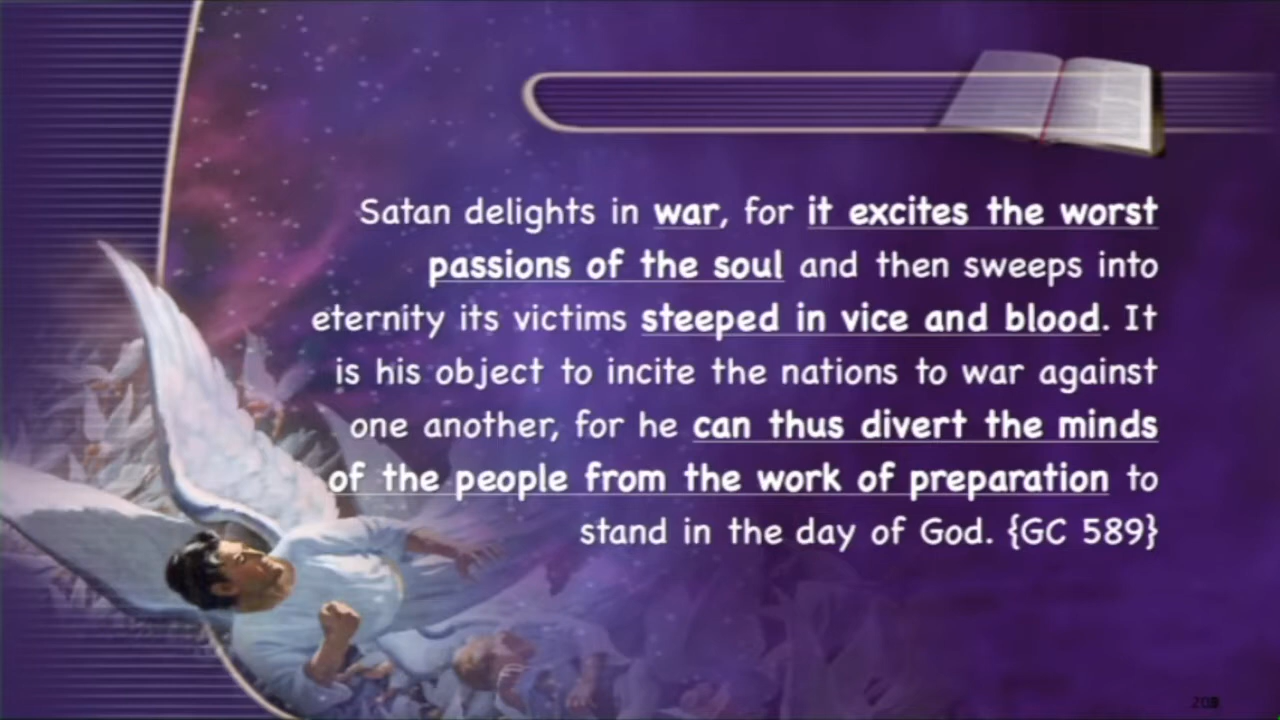 Satan delights in war, for it excites the worst
passions of the soul and then sweeps into
eternity its victims steeped in vice and blood. It
is his object to incite the nations to war against
one another, for he can thus divert the minds
of the people from the work of preparation to
stand in the day of God. {GC 589}